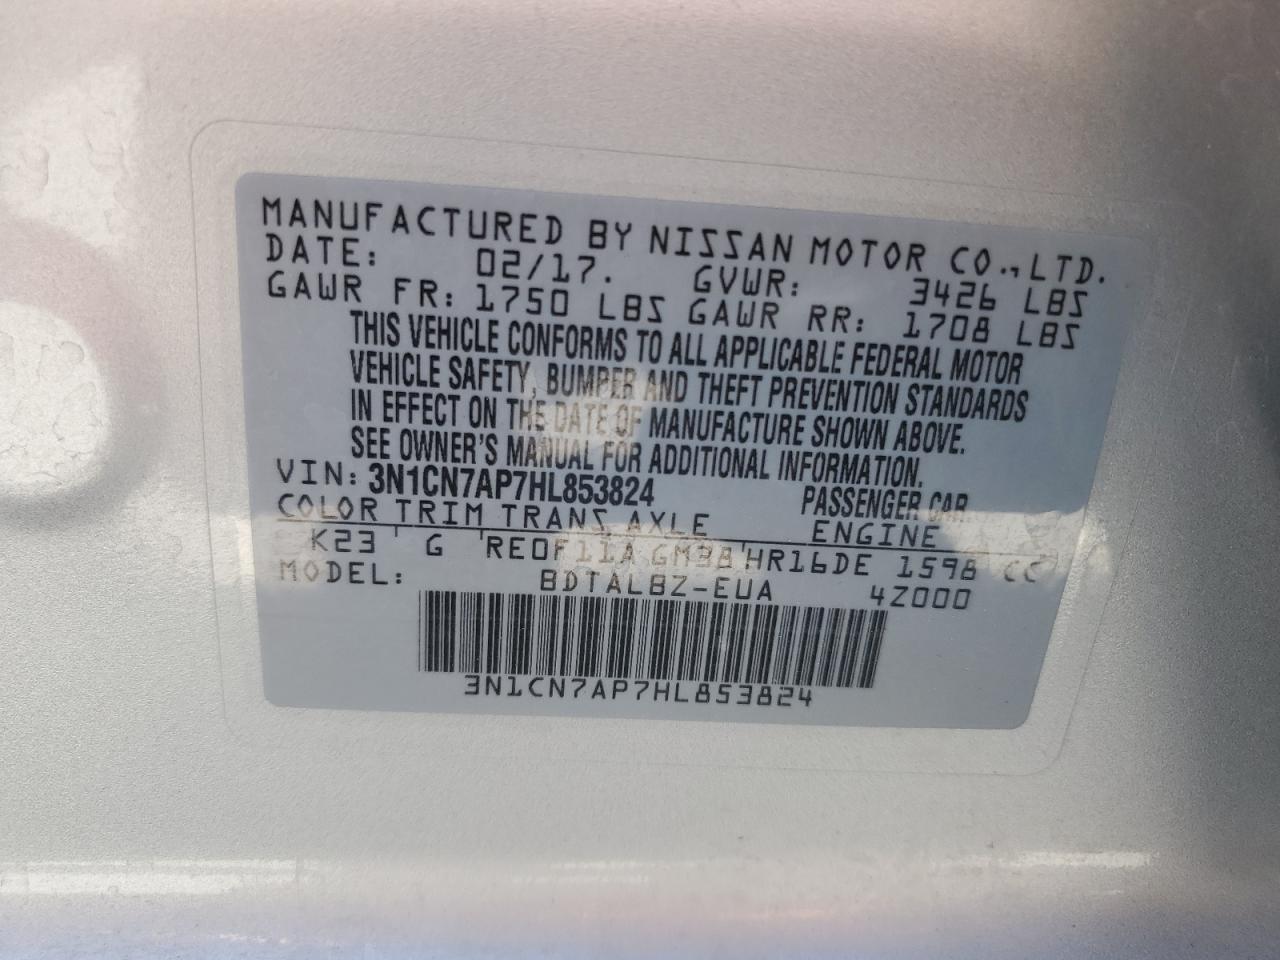 MANUFACTURED BY NISSAN MOTOR CO.,LTD.
DATE: 02/17. GVWR: 3426 LBS
GAWR FR: 1750 LBS GAWR RR: 1708 LBS
THIS VEHICLE CONFORMS TO ALL APPLICABLE FEDERAL MOTOR
VEHICLE SAFETY, BUMPER AND THEFT PREVENTION STANDARDS
IN EFFECT ON THE DATE OF MANUFACTURE SHOWN ABOVE.
SEE OWNER'S MANUAL FOR ADDITIONAL INFORMATION.
VIN: 3N1CN7AP7HL853824 PASSENGER CAR
COLOR TRIM TRANS AXLE ENGINE
K23 G RE0F11A GM38 HR16DE 1598 CC
MODEL: BDTALBZ-EUA 4Z000
3N1CN7AP7HL853824